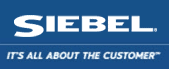 SIEBEL.
IT'S ALL ABOUT THE CUSTOMER™